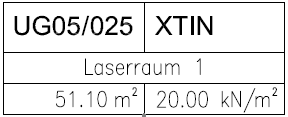 UG05/025 XTIN
Laserraum 1
51.10 m² 20.00 kN/m²